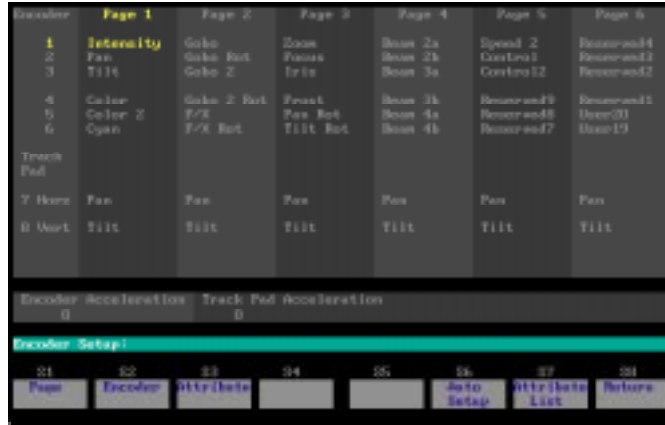 Encoder Page 1 Page 2 Page 3 Page 4 Page 5 Page 6
1 Intensity Gobo Zoom Beam 2a Speed 2 Reserved4
2 Pan Gobo Rot Focus Beam 2b Control Reserved3
3 Tilt Gobo 2 Iris Beam 3a Control2 Reserved2
4 Color Gobo 2 Rot Frost Beam 3b Reserved9 Reserved1
5 Color 2 F/X Pan Rot Beam 4a Reserved8 User20
6 Cyan F/X Rot Tilt Rot Beam 4b Reserved7 User19
Track
Pad
7 Horz Pan Pan Pan Pan Pan Pan
8 Vert Tilt Tilt Tilt Tilt Tilt Tilt
Encoder Acceleration Track Pad Acceleration
0 0
Encoder Setup:
S1 S2 S3 S4 S5 S6 S7 S8
Page Encoder Attribute Auto Attribute Return
Setup List